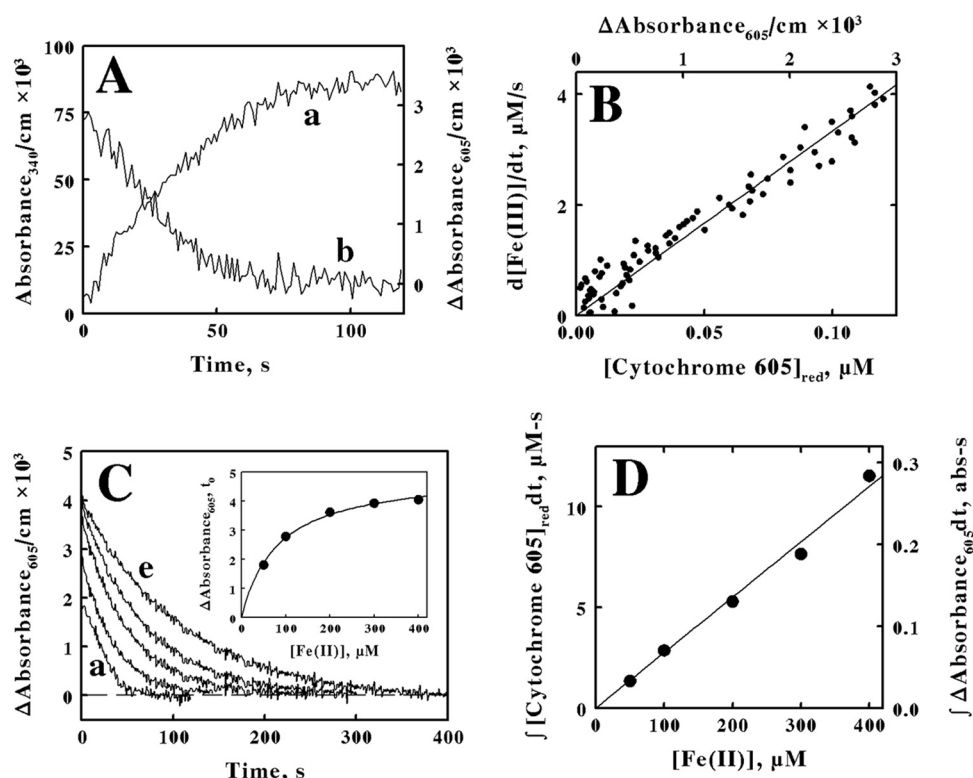 A
100
75
50
25
0
Absorbance340/cm ×10³
3
2
1
0
ΔAbsorbance605/cm ×10³
a
b
0
50
100
Time, s
ΔAbsorbance605/cm ×10³
0
1
2
3
B
4
2
0
d[Fe(III)]/dt, µM/s
0.00
0.05
0.10
[Cytochrome 605]red, µM
C
5
4
3
2
1
0
ΔAbsorbance605/cm ×10³
e
a
0
100
200
300
400
Time, s
5
4
3
2
1
0
ΔAbsorbance605, to
0
100
200
300
400
[Fe(II)], µM
D
10
5
0
∫ [Cytochrome 605]reddt, µM-s
0.3
0.2
0.1
0.0
∫ ΔAbsorbance605dt, abs-s
0
100
200
300
400
[Fe(II)], µM